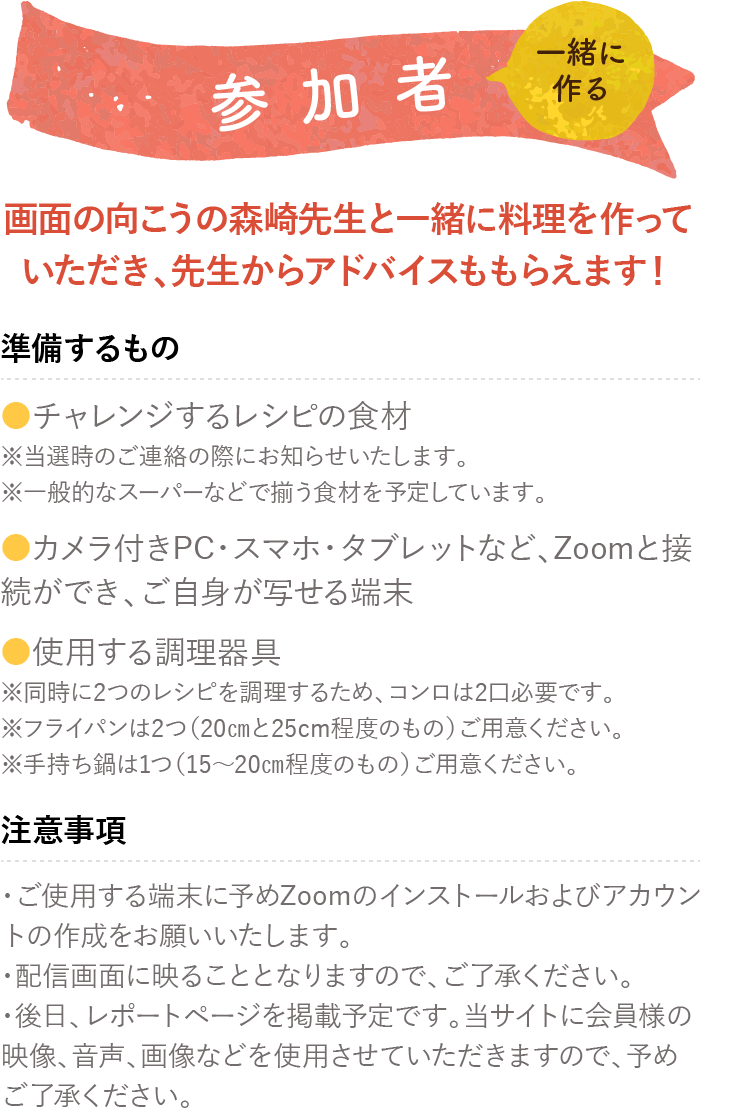 参加者
一緒に
作る
画面の向こうの森崎先生と一緒に料理を作って
いただき、先生からアドバイスももらえます！
準備するもの
●チャレンジするレシピの食材
※当選時のご連絡の際にお知らせいたします。
※一般的なスーパーなどで揃う食材を予定しています。
●カメラ付きPC・スマホ・タブレットなど、Zoomと接
続ができ、ご自身が写せる端末
●使用する調理器具
※同時に2つのレシピを調理するため、コンロは2口必要です。
※フライパンは2つ（20㎝と25cm程度のもの）ご用意ください。
※手持ち鍋は1つ（15～20㎝程度のもの）ご用意ください。
注意事項
・ご使用する端末に予めZoomのインストールおよびアカウン
トの作成をお願いいたします。
・配信画面に映ることとなりますので、ご了承ください。
・後日、レポートページを掲載予定です。当サイトに会員様の
映像、音声、画像などを使用させていただきますので、予め
ご了承ください。